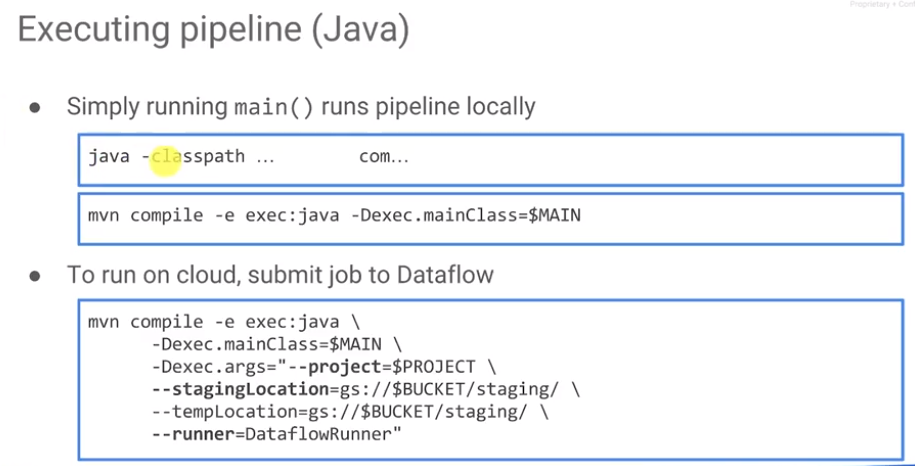 Proprietary + Conf
Executing pipeline (Java)
● Simply running main() runs pipeline locally
java -classpath ... com...
mvn compile -e exec:java -Dexec.mainClass=$MAIN
● To run on cloud, submit job to Dataflow
mvn compile -e exec:java \
-Dexec.mainClass=$MAIN \
-Dexec.args="--project=$PROJECT \
--stagingLocation=gs://$BUCKET/staging/ \
--tempLocation=gs://$BUCKET/staging/ \
--runner=DataflowRunner"